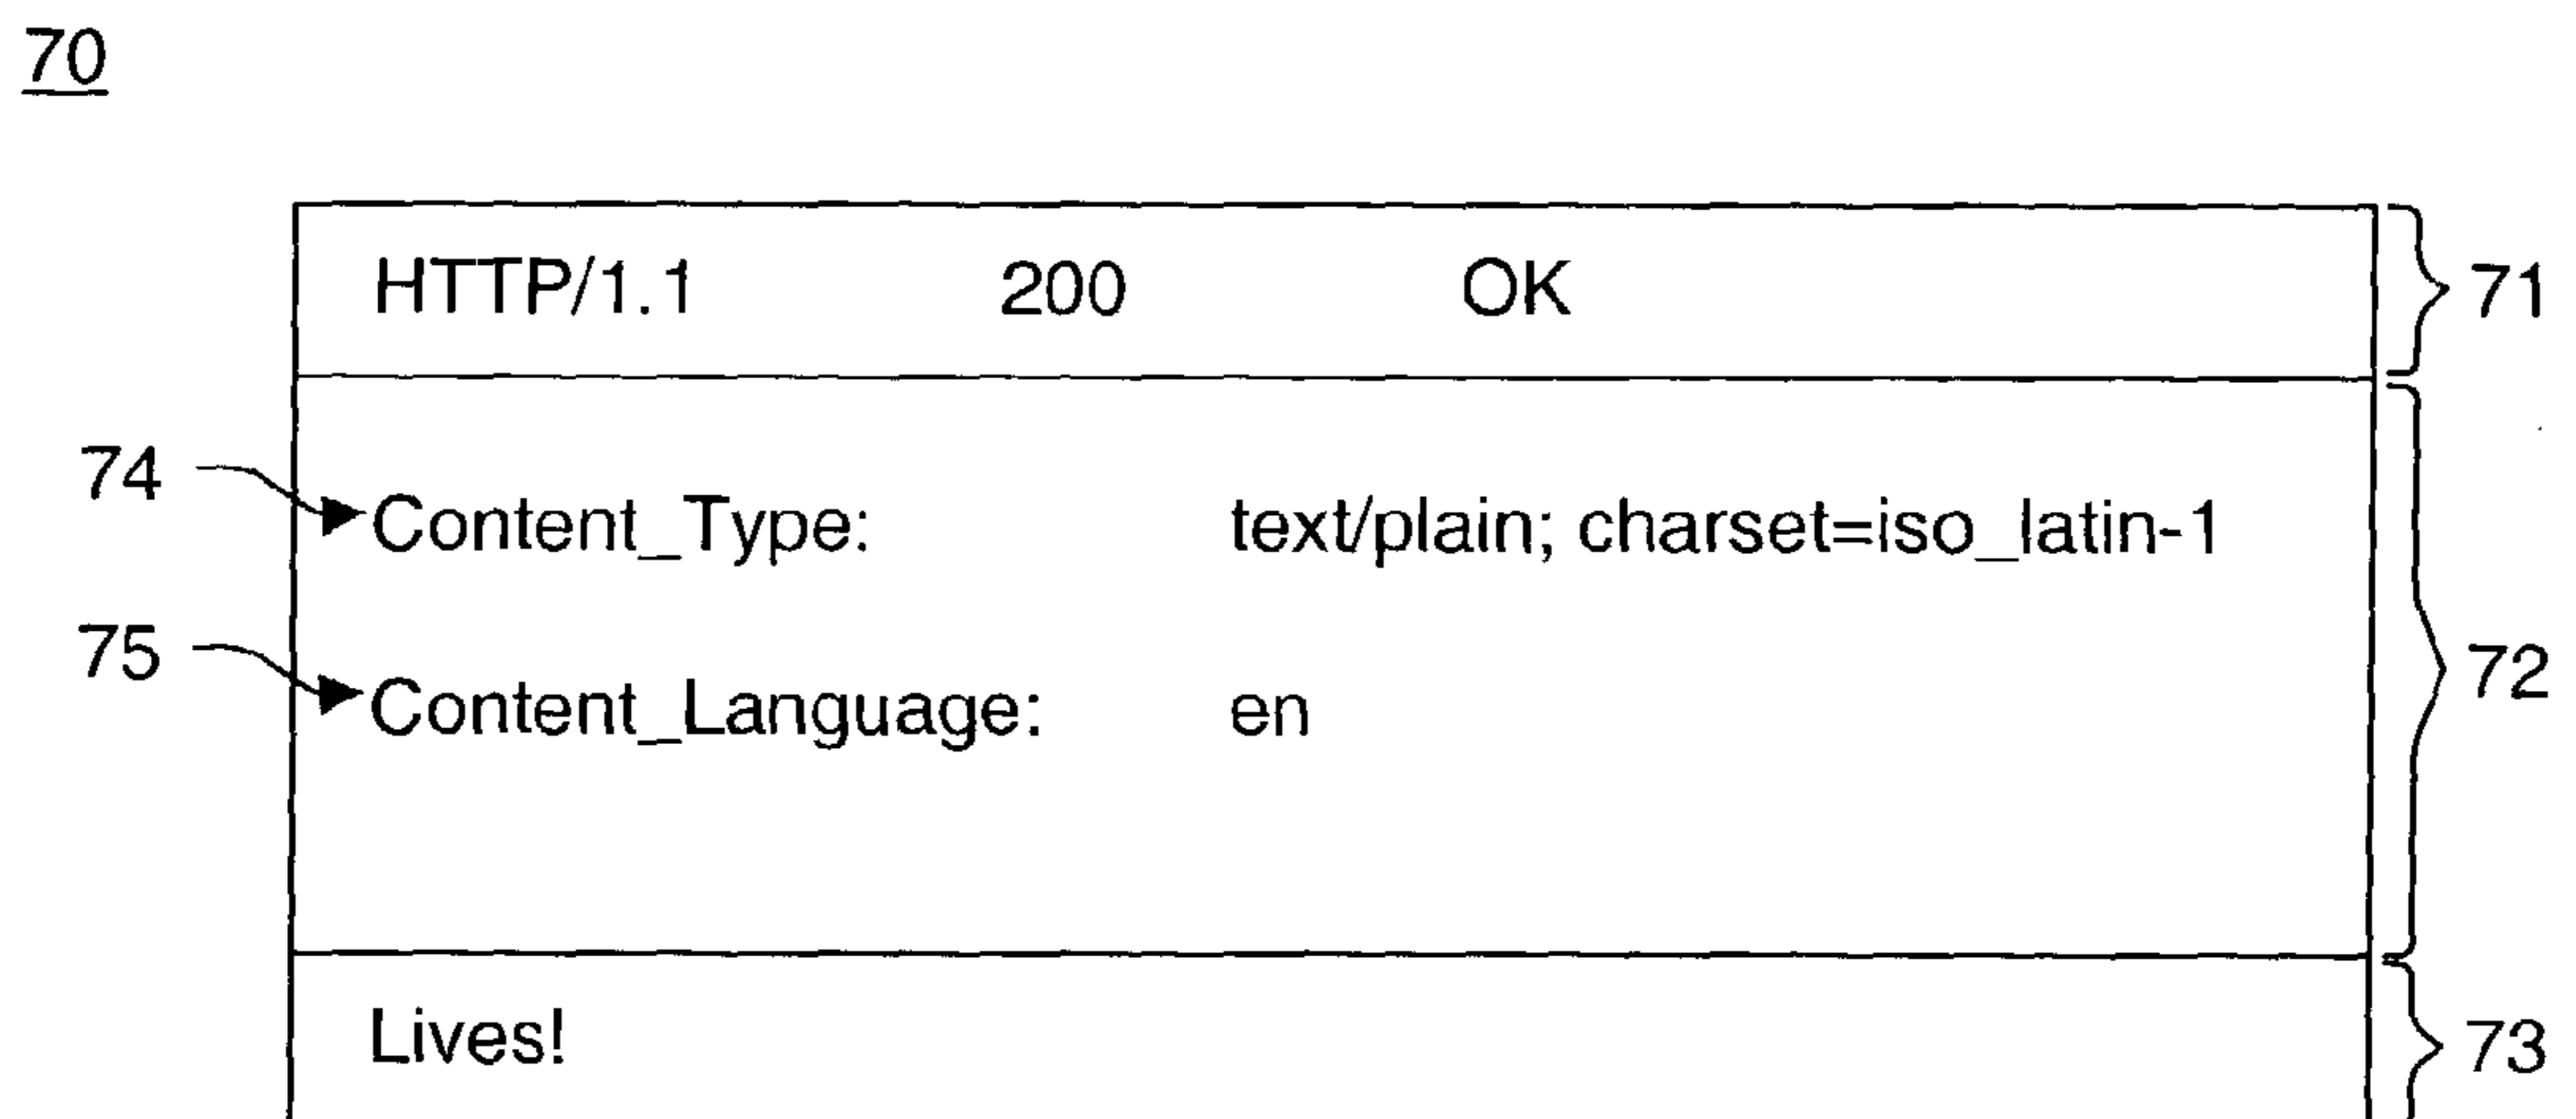 70
HTTP/1.1 200 OK 71
74 Content_Type: text/plain; charset=iso_latin-1
75 Content_Language: en 72
Lives! 73